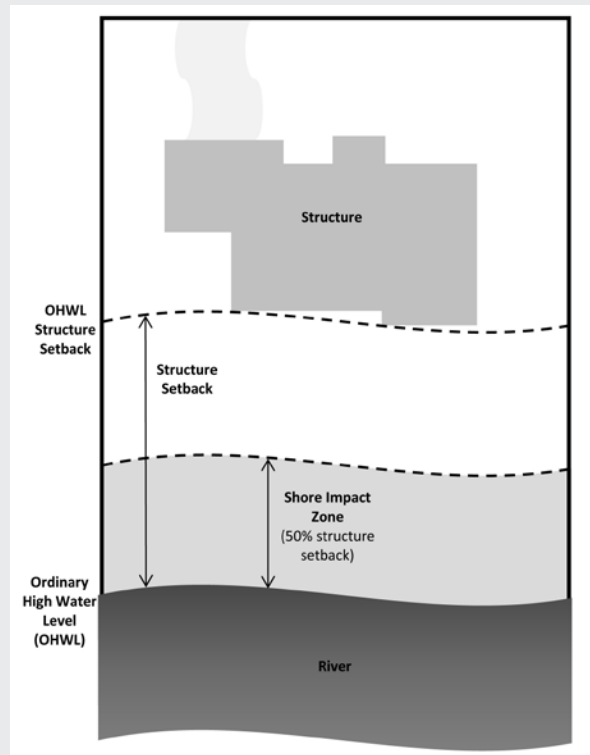 Structure
OHWL
Structure
Setback
Structure
Setback
Shore Impact
Zone
(50% structure
setback)
Ordinary
High Water
Level
(OHWL)
River